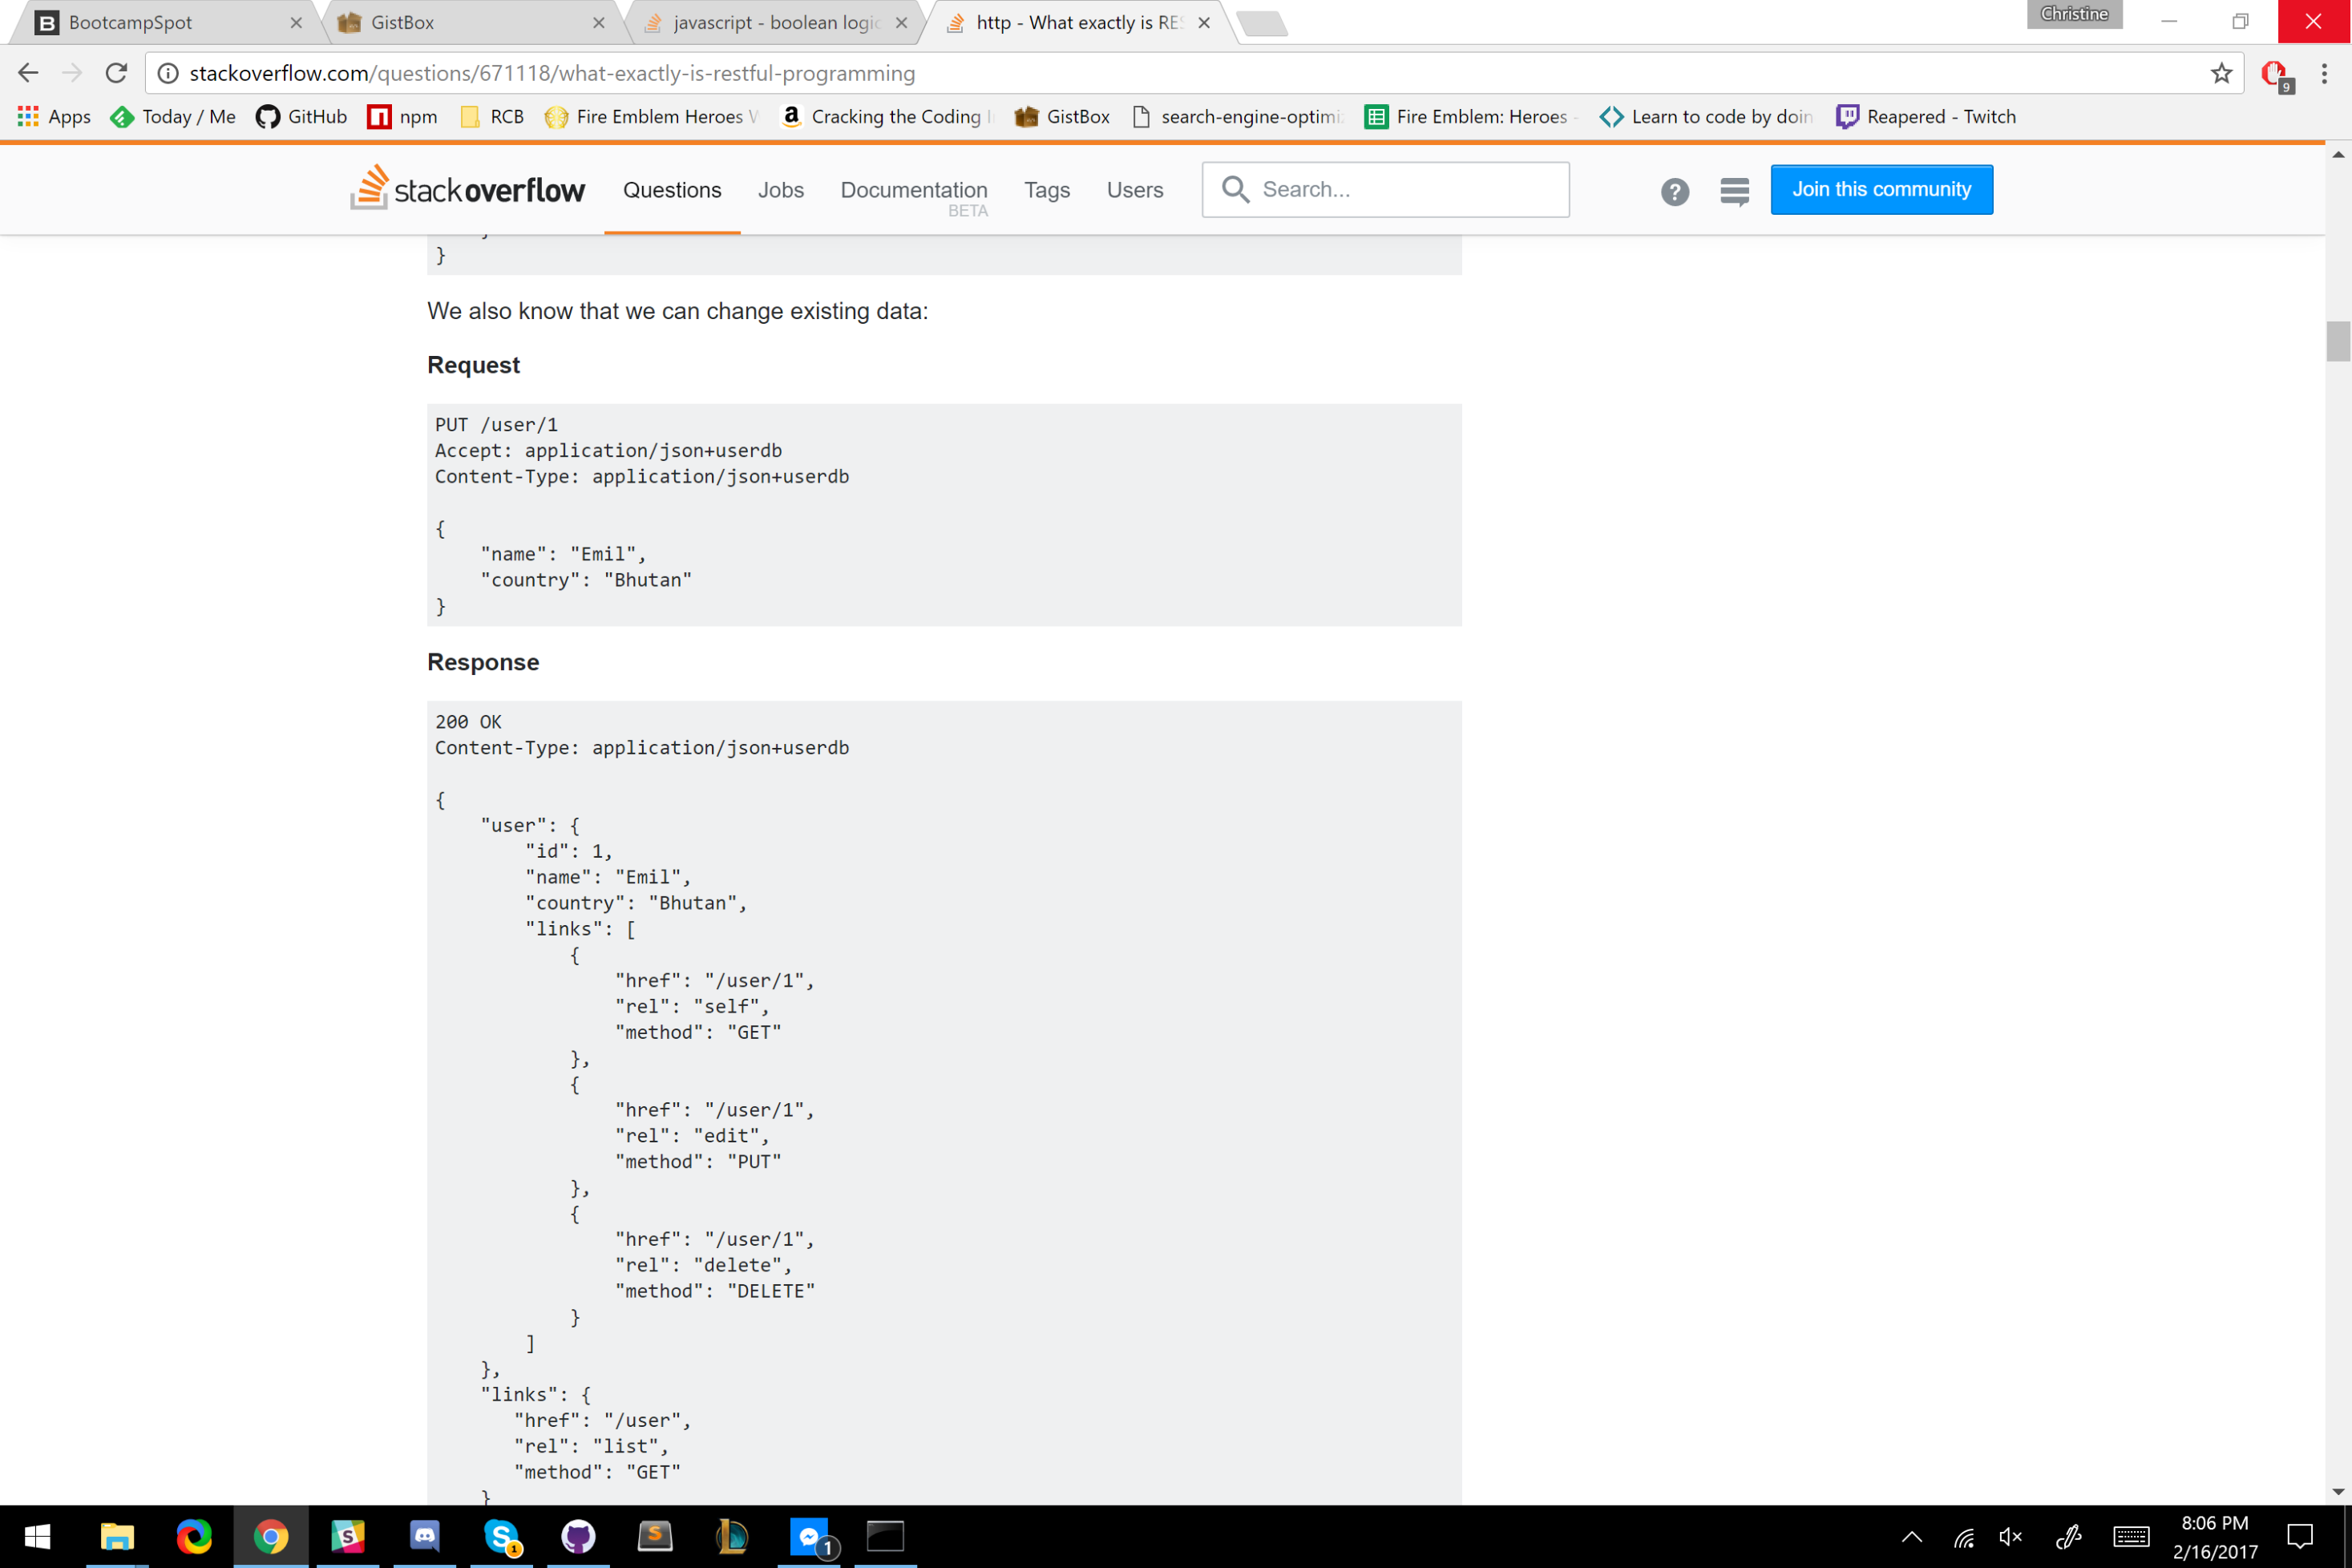 BootcampSpot
GistBox
javascript - boolean logic
http - What exactly is RES
Christine
stackoverflow.com/questions/671118/what-exactly-is-restful-programming
9
Apps
Today / Me
GitHub
npm
RCB
Fire Emblem Heroes W
Cracking the Coding I
GistBox
search-engine-optimi
Fire Emblem: Heroes -
Learn to code by doin
Reapered - Twitch
stackoverflow
Questions
Jobs
Documentation
BETA
Tags
Users
Search...
Join this community
}
We also know that we can change existing data:
Request
PUT /user/1
Accept: application/json+userdb
Content-Type: application/json+userdb
{
"name": "Emil",
"country": "Bhutan"
}
Response
200 OK
Content-Type: application/json+userdb
{
"user": {
"id": 1,
"name": "Emil",
"country": "Bhutan",
"links": [
{
"href": "/user/1",
"rel": "self",
"method": "GET"
},
{
"href": "/user/1",
"rel": "edit",
"method": "PUT"
},
{
"href": "/user/1",
"rel": "delete",
"method": "DELETE"
}
]
},
"links": {
"href": "/user",
"rel": "list",
"method": "GET"
}
1
1
8:06 PM
2/16/2017